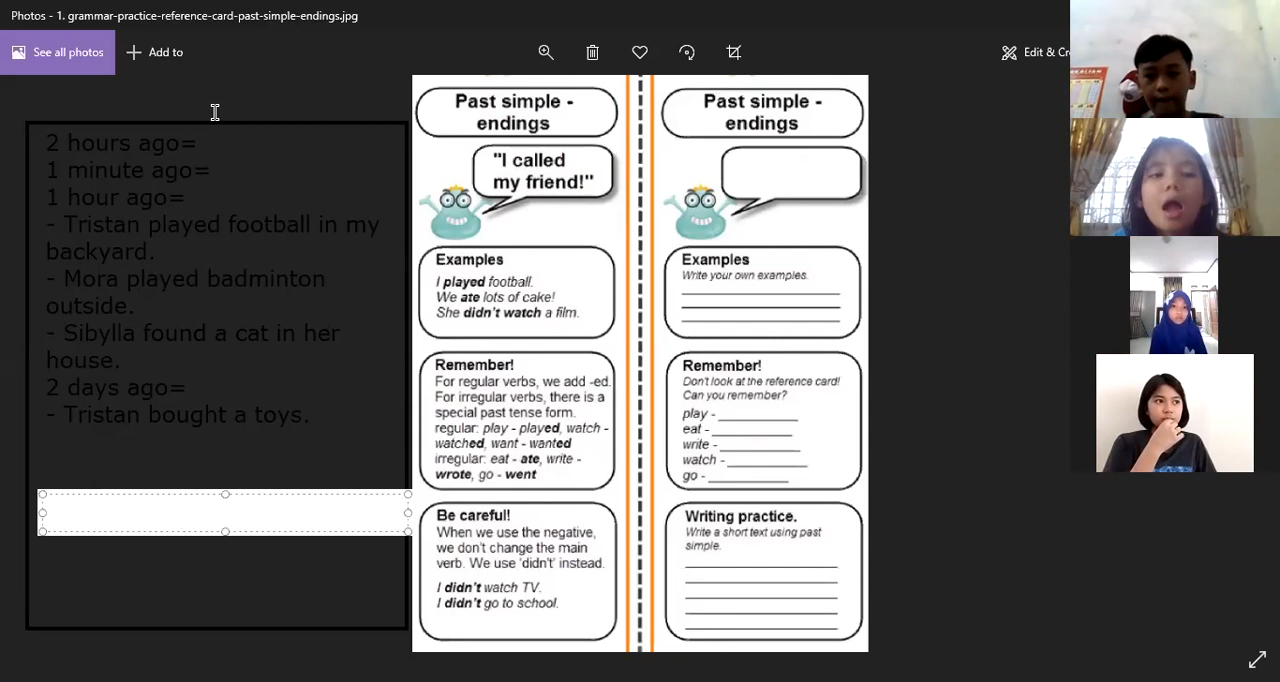 Photos - 1. grammar-practice-reference-card-past-simple-endings.jpg
See all photos
Add to
Edit & Cr
2 hours ago=
1 minute ago=
1 hour ago=
- Tristan played football in my
backyard.
- Mora played badminton
outside.
- Sibylla found a cat in her
house.
2 days ago=
- Tristan bought a toys.
Past simple -
endings
"I called
my friend!"
Examples
I played football.
We ate lots of cake!
She didn't watch a film.
Remember!
For regular verbs, we add -ed.
For irregular verbs, there is a
special past tense form.
regular: play - played, watch -
watched, want - wanted
irregular: eat - ate, write -
wrote, go - went
Be careful!
When we use the negative,
we don't change the main
verb. We use 'didn't' instead.
I didn't watch TV.
I didn't go to school.
Past simple -
endings
Examples
Write your own examples.
Remember!
Don't look at the reference card!
Can you remember?
play -
eat -
write -
watch -
go -
Writing practice.
Write a short text using past
simple.